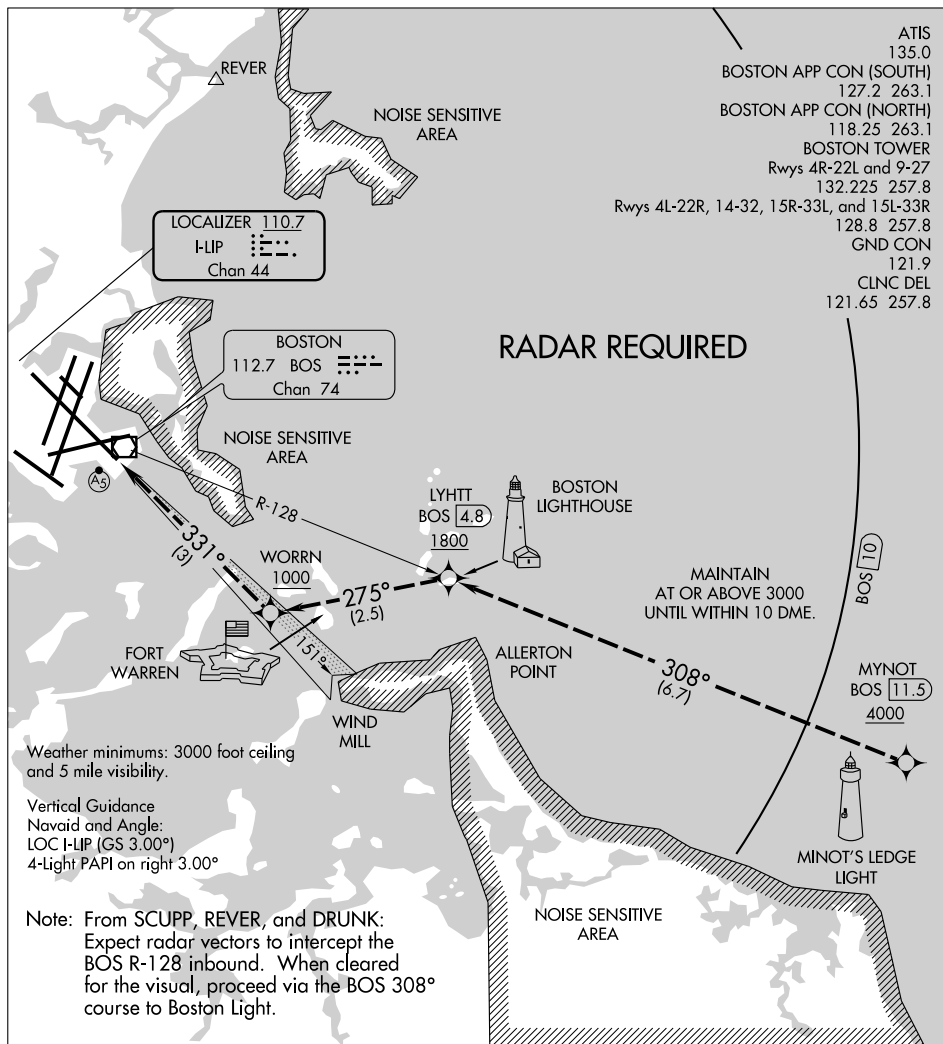 ATIS
135.0
BOSTON APP CON (SOUTH)
127.2 263.1
BOSTON APP CON (NORTH)
118.25 263.1
BOSTON TOWER
Rwys 4R-22L and 9-27
132.225 257.8
Rwys 4L-22R, 14-32, 15R-33L, and 15L-33R
128.8 257.8
GND CON
121.9
CLNC DEL
121.65 257.8
REVER
NOISE SENSITIVE
AREA
LOCALIZER 110.7
I-LIP
Chan 44
BOSTON
112.7 BOS
Chan 74
RADAR REQUIRED
NOISE SENSITIVE
AREA
A5
R-128
LYHTT
BOS 4.8
1800
BOSTON
LIGHTHOUSE
331°
(3)
WORRN
1000
275°
(2.5)
MAINTAIN
AT OR ABOVE 3000
UNTIL WITHIN 10 DME.
BOS 10
FORT
WARREN
151°
ALLERTON
POINT
308°
(6.7)
MYNOT
BOS 11.5
4000
WIND
MILL
Weather minimums: 3000 foot ceiling
and 5 mile visibility.
Vertical Guidance
Navaid and Angle:
LOC I-LIP (GS 3.00°)
4-Light PAPI on right 3.00°
MINOT'S LEDGE
LIGHT
NOISE SENSITIVE
AREA
Note: From SCUPP, REVER, and DRUNK:
Expect radar vectors to intercept the
BOS R-128 inbound. When cleared
for the visual, proceed via the BOS 308°
course to Boston Light.